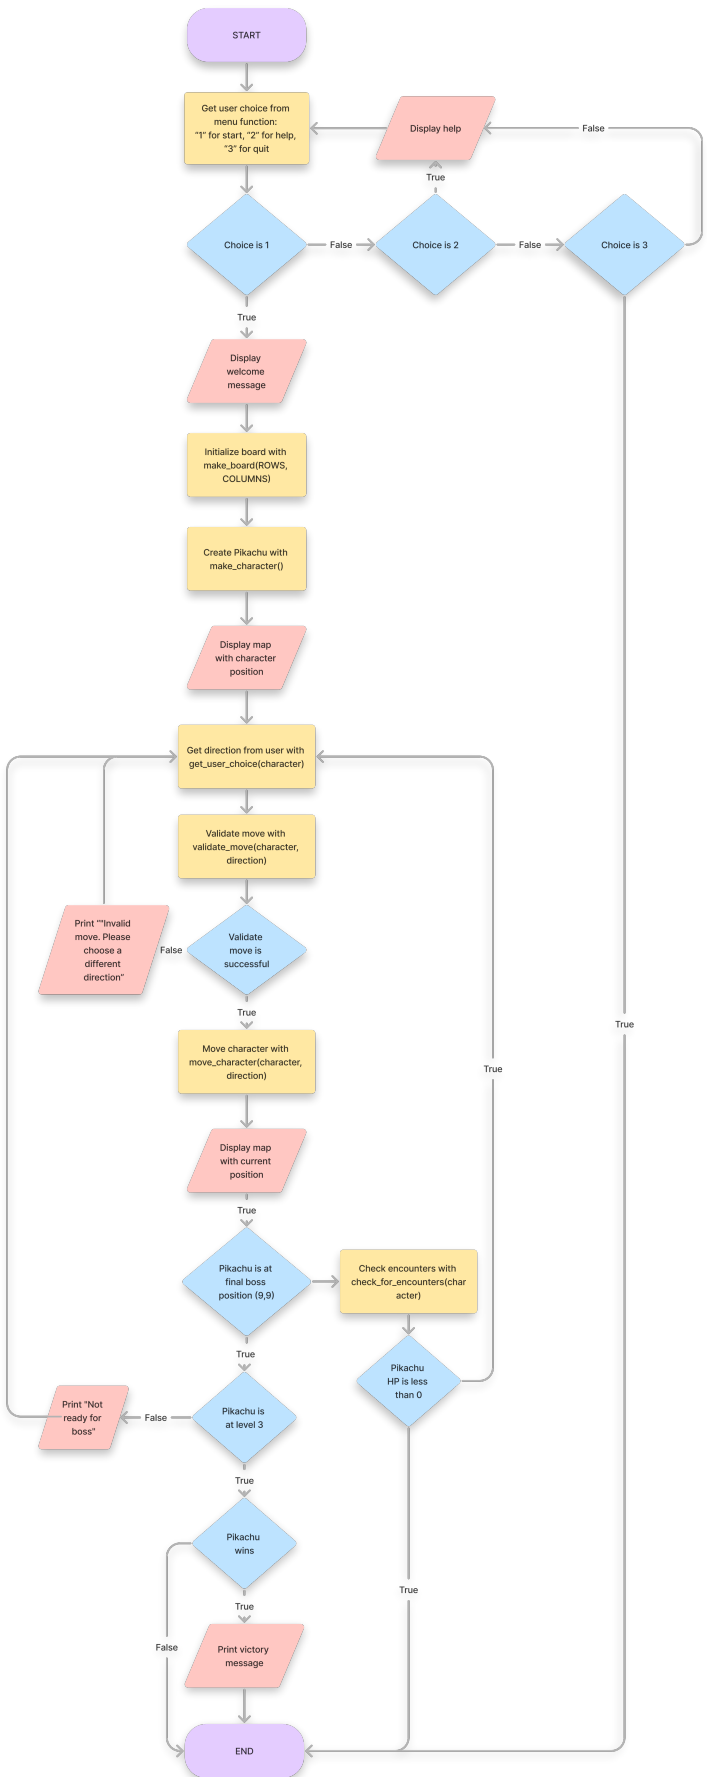 START
Get user choice from
menu function:
“1” for start, “2” for help,
“3” for quit
Display help
False
True
Choice is 1
False
Choice is 2
False
Choice is 3
True
Display
welcome
message
Initialize board with
make_board(ROWS,
COLUMNS)
Create Pikachu with
make_character()
Display map
with character
position
Get direction from user with
get_user_choice(character)
Validate move with
validate_move(character,
direction)
Print ""Invalid
move. Please
choose a
different
direction"
False
Validate
move is
successful
True
True
Move character with
move_character(character,
direction)
True
Display map
with current
position
True
Pikachu is at
final boss
position (9,9)
Check encounters with
check_for_encounters(char
acter)
True
Pikachu
HP is less
than 0
Print "Not
ready for
boss"
False
Pikachu is
at level 3
True
Pikachu
wins
True
True
False
Print victory
message
END